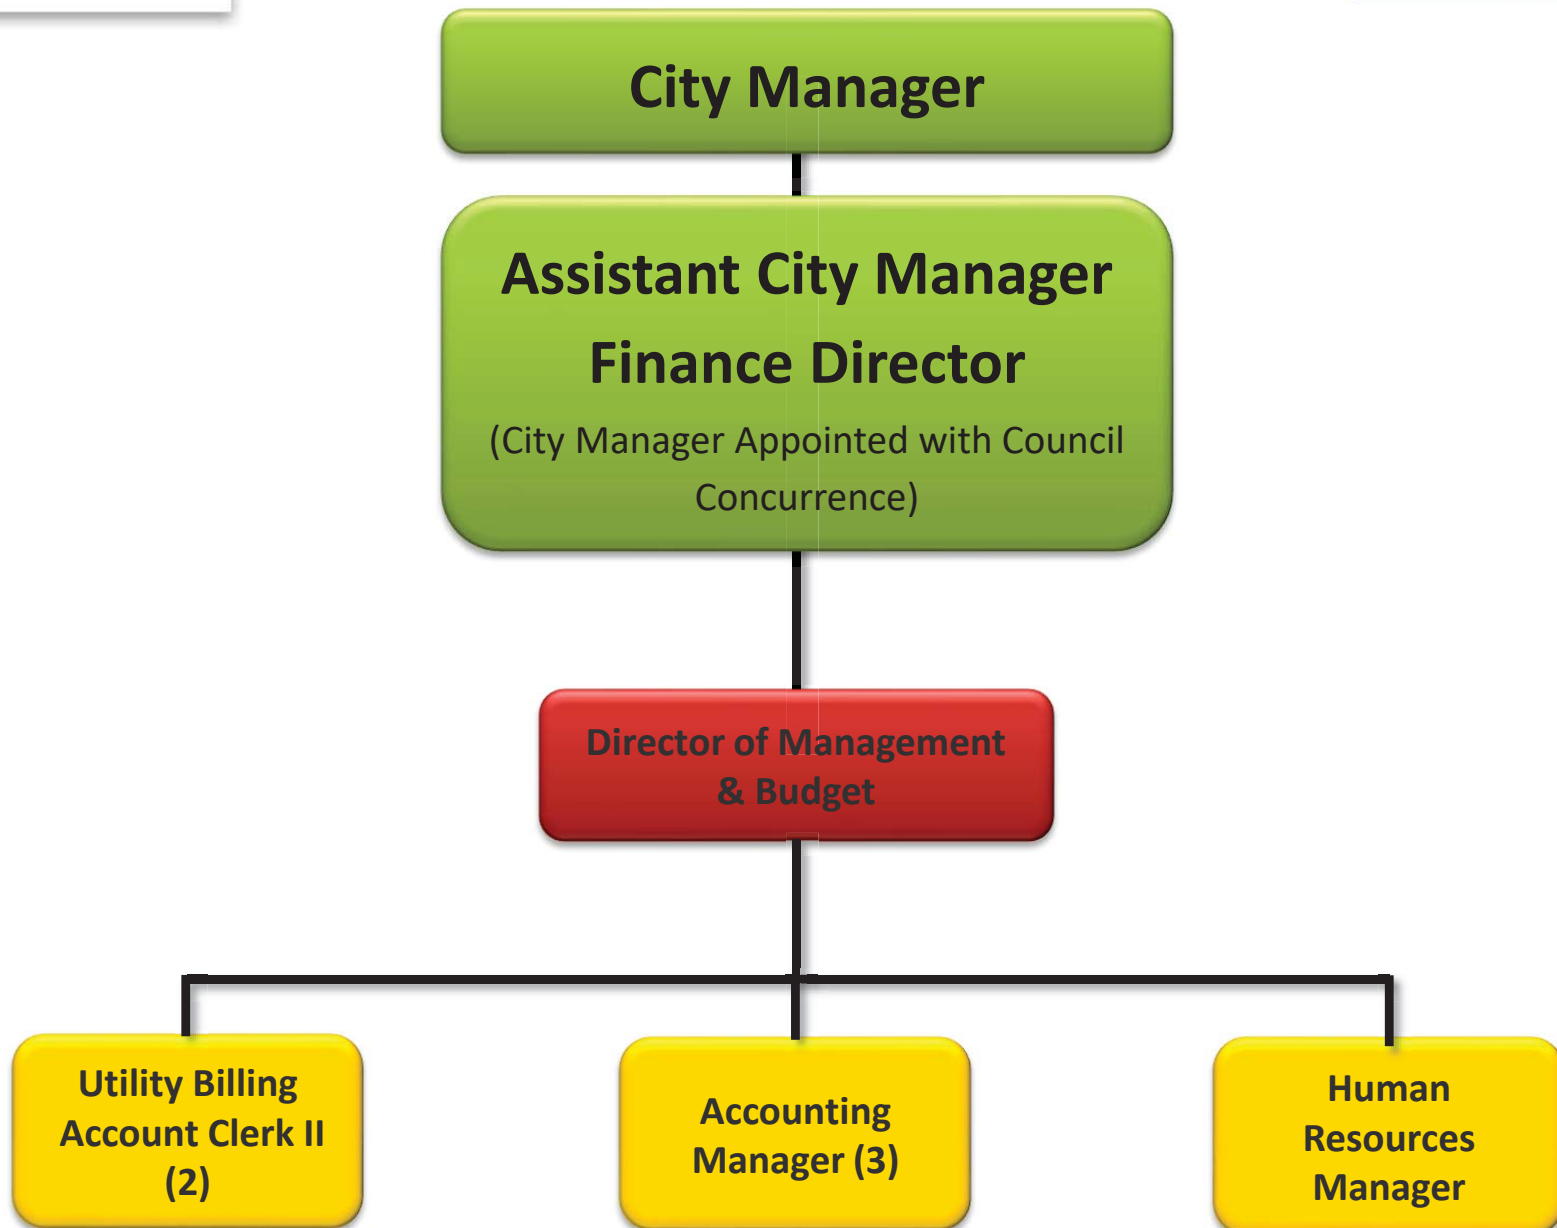 City Manager
Assistant City Manager
Finance Director
(City Manager Appointed with Council
Concurrence)
Director of Management
& Budget
Utility Billing
Account Clerk II
(2)
Accounting
Manager (3)
Human
Resources
Manager